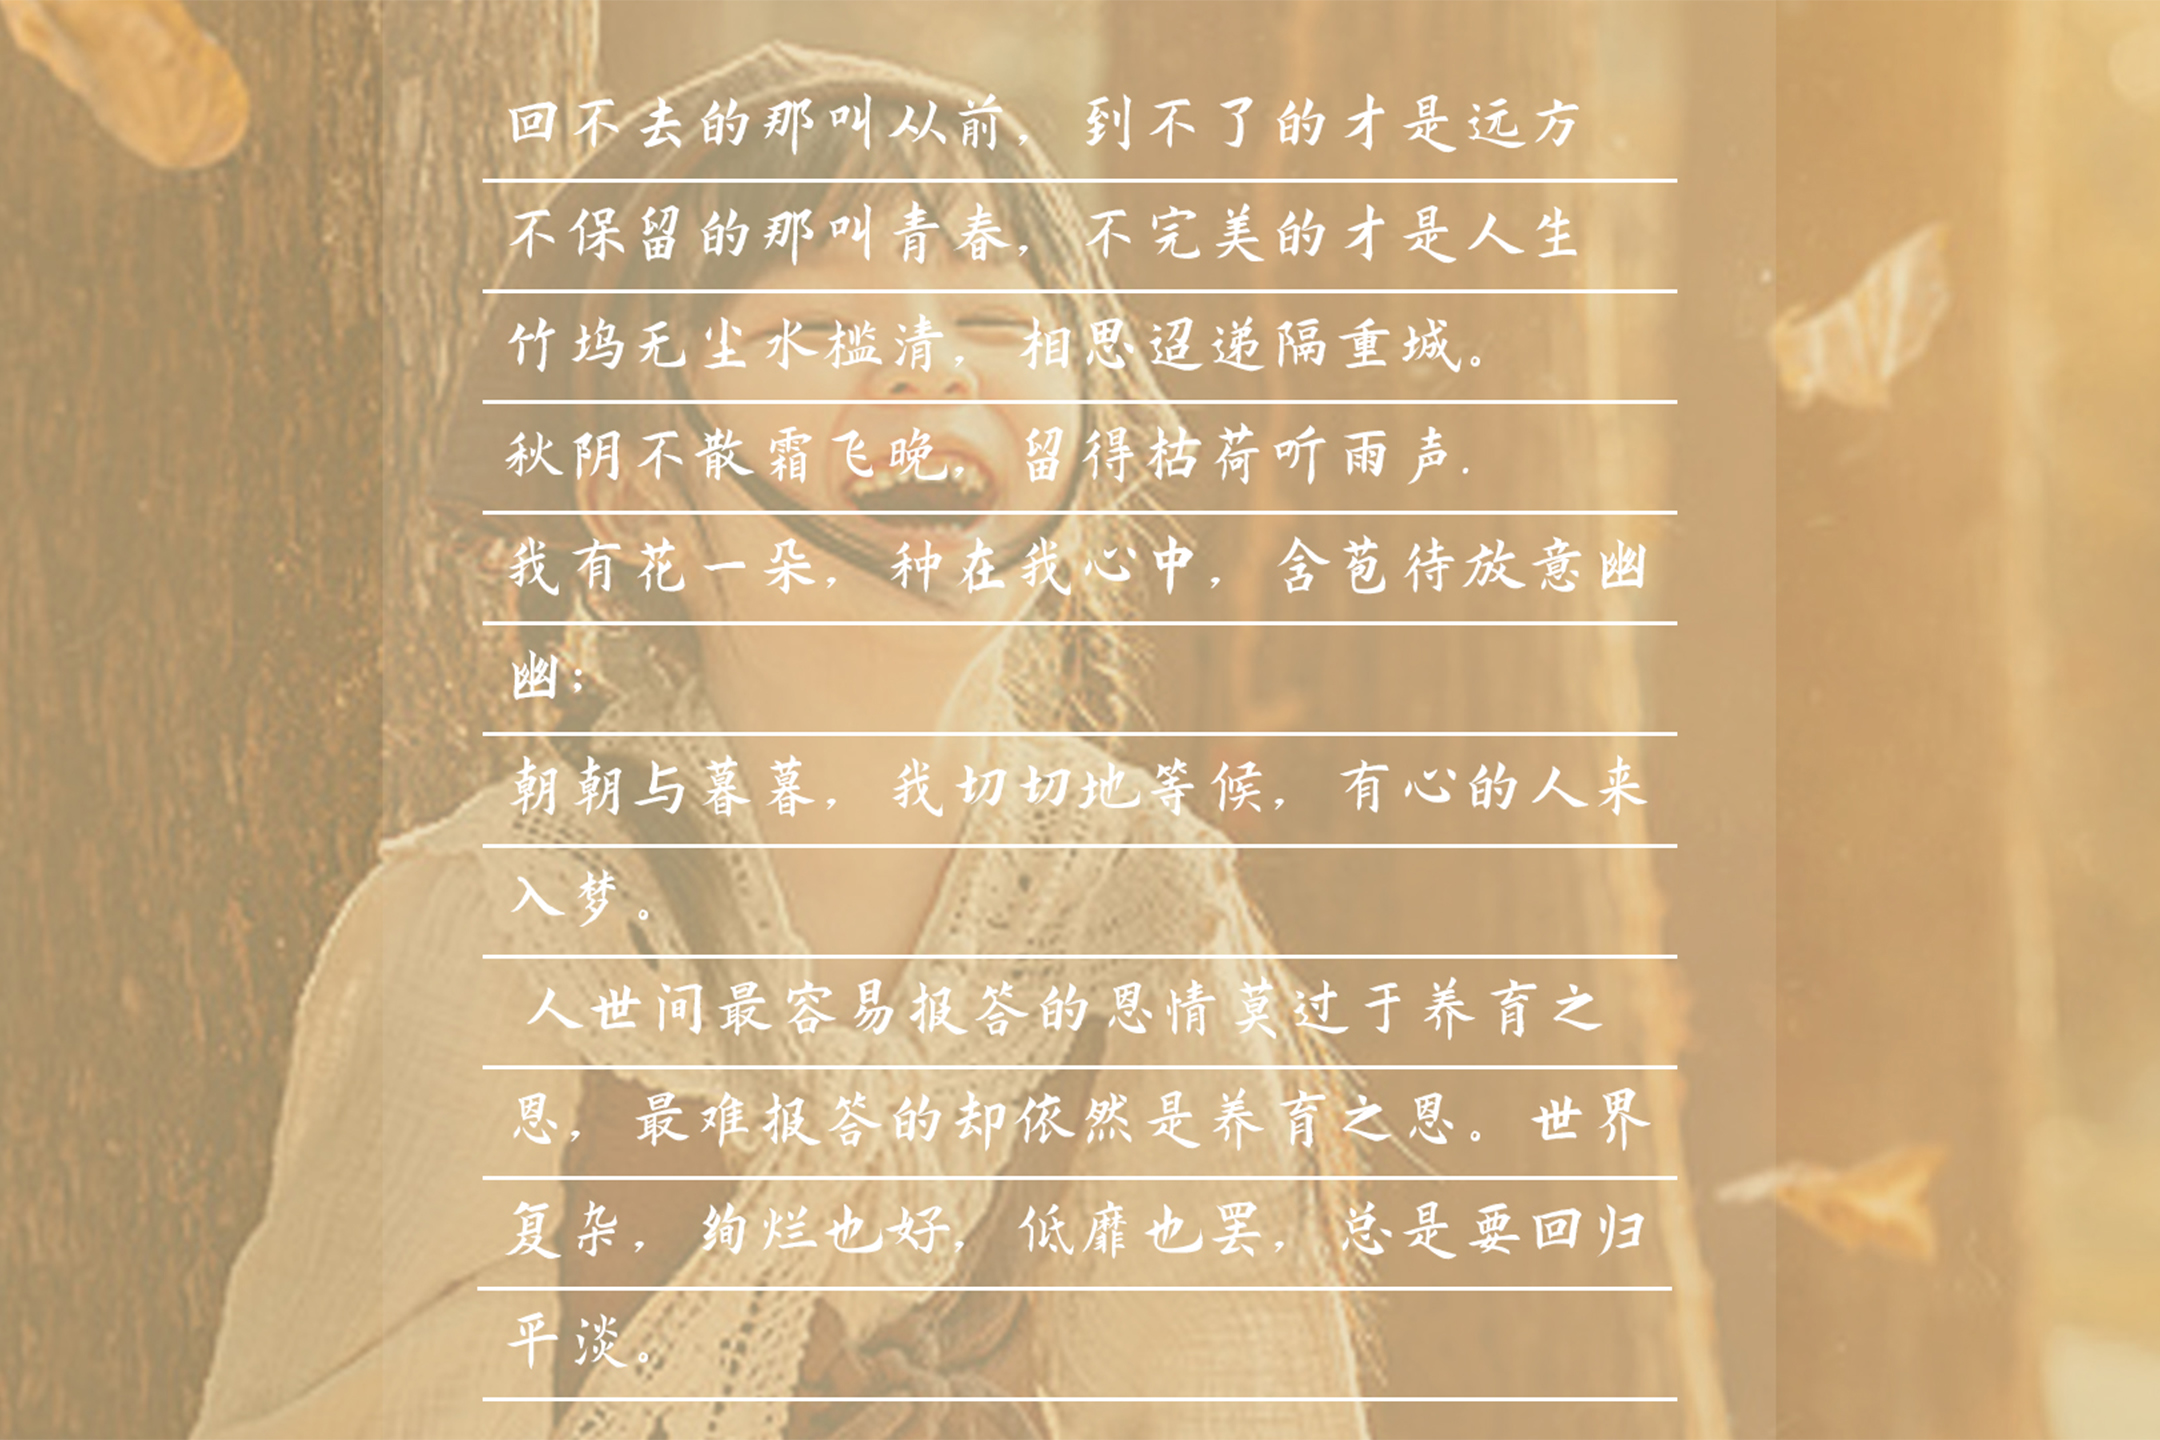 回不去的那叫从前，到不了的才是远方
不保留的那叫青春，不完美的才是人生
竹坞无尘水槛清，相思迢递隔重城。
秋阴不散霜飞晚，留得枯荷听雨声.
我有花一朵，种在我心中，含苞待放意幽
幽；
朝朝与暮暮，我切切地等候，有心的人来
入梦。
人世间最容易报答的恩情莫过于养育之
恩，最难报答的却依然是养育之恩。世界
复杂，绚烂也好，低靡也罢，总是要回归
平淡。